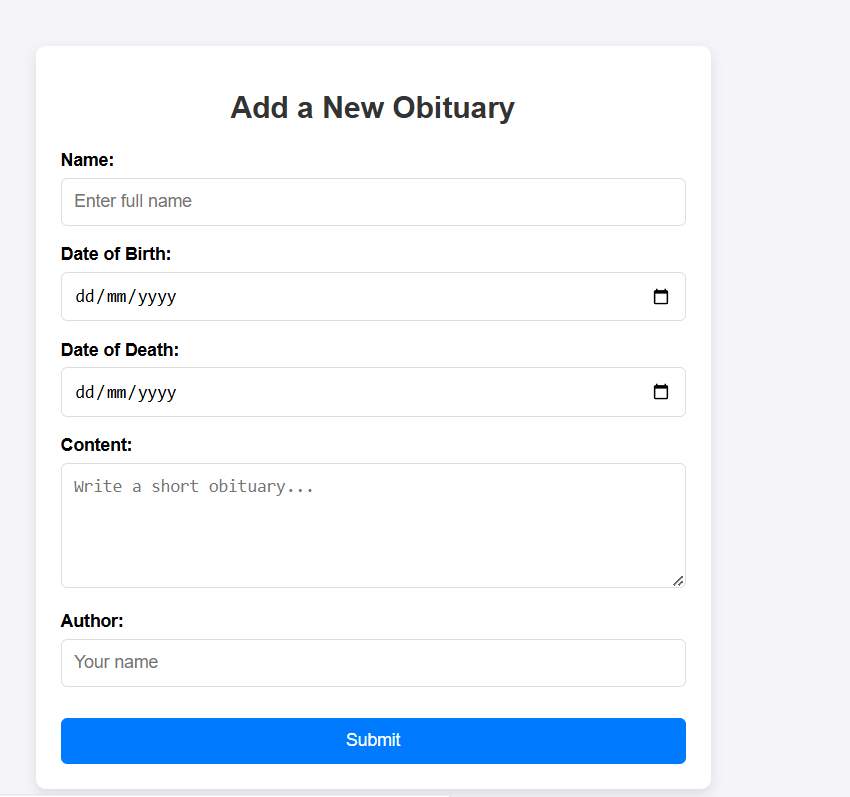 Add a New Obituary
Name:
Enter full name
Date of Birth:
dd/mm/yyyy
Date of Death:
dd/mm/yyyy
Content:
Write a short obituary...
Author:
Your name
Submit